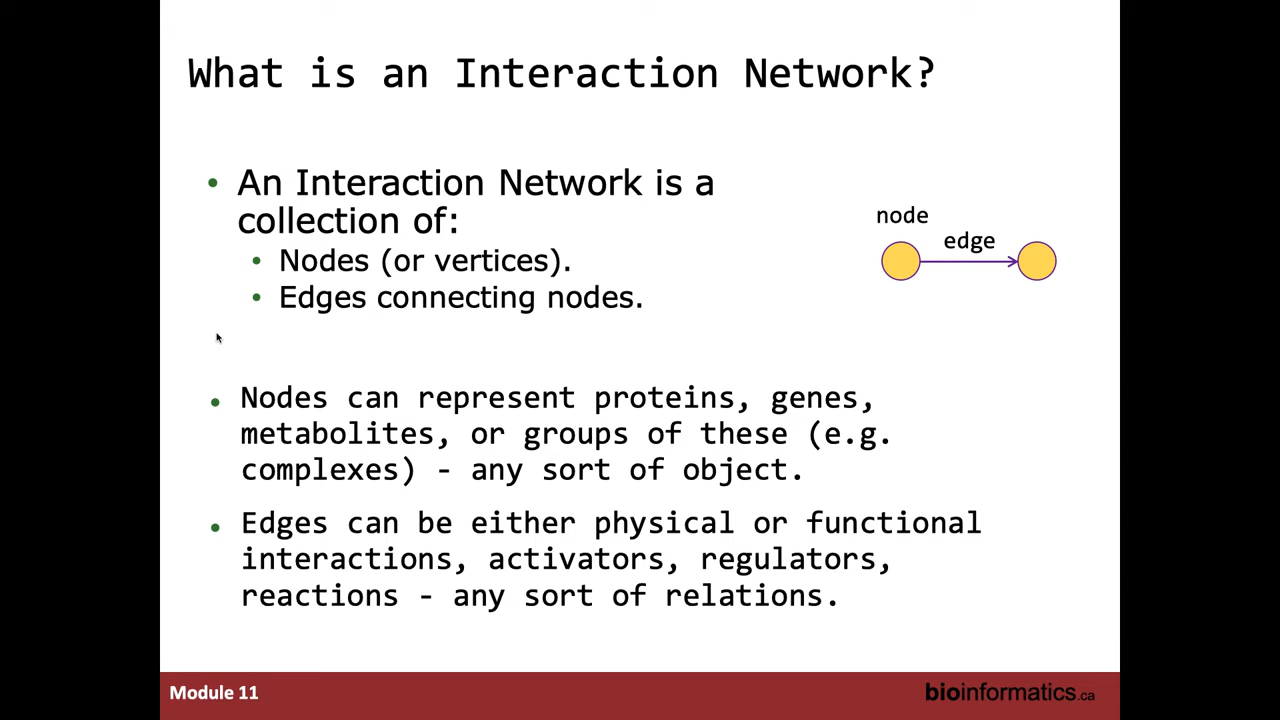 What is an Interaction Network?
• An Interaction Network is a
collection of:
• Nodes (or vertices).
• Edges connecting nodes.
node
edge
• Nodes can represent proteins, genes,
metabolites, or groups of these (e.g.
complexes) - any sort of object.
• Edges can be either physical or functional
interactions, activators, regulators,
reactions - any sort of relations.
Module 11
bioinformatics.ca